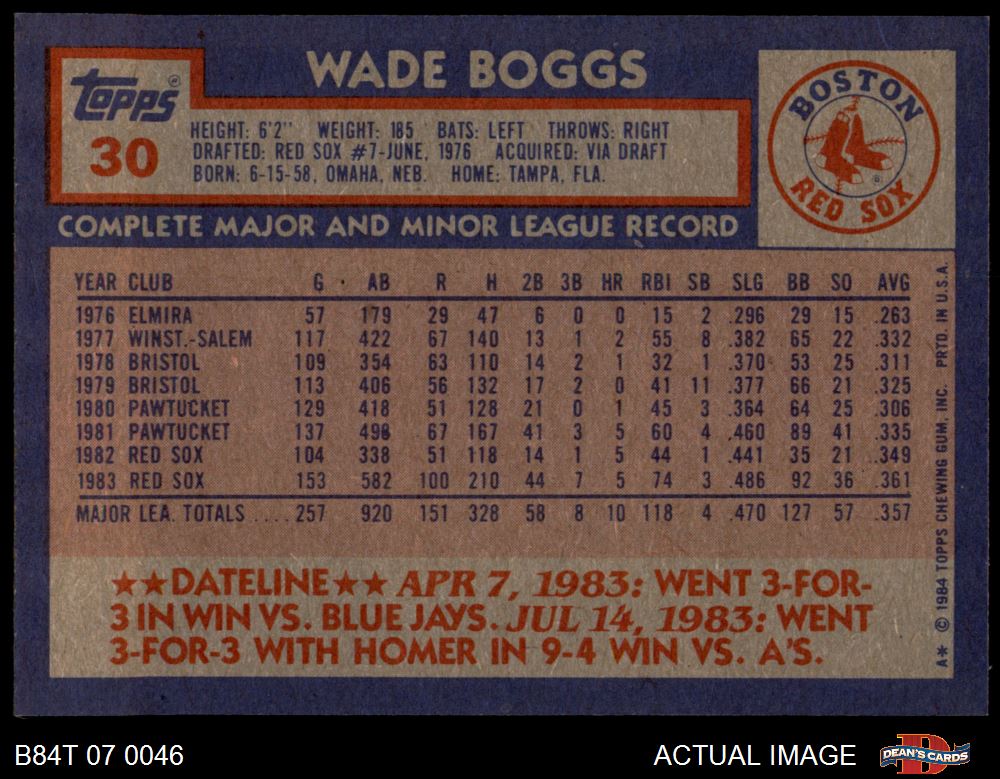 WADE BOGGS
TOPPS®
30
HEIGHT: 6'2" WEIGHT: 185 BATS: LEFT THROWS: RIGHT
DRAFTED: RED SOX #7-JUNE, 1976 ACQUIRED: VIA DRAFT
BORN: 6-15-58, OMAHA, NEB. HOME: TAMPA, FLA.
BOSTON
RED SOX
COMPLETE MAJOR AND MINOR LEAGUE RECORD
YEAR CLUB G AB R H 2B 3B HR RBI SB SLG BB SO AVG
1976 ELMIRA 57 179 29 47 6 0 0 15 2 .296 29 15 .263
1977 WINST.-SALEM 117 422 67 140 13 1 2 55 8 .382 65 22 .332
1978 BRISTOL 109 354 63 110 14 2 1 32 1 .370 53 25 .311
1979 BRISTOL 113 406 56 132 17 2 0 41 11 .377 66 21 .325
1980 PAWTUCKET 129 418 51 128 21 0 1 45 3 .364 64 25 .306
1981 PAWTUCKET 137 498 67 167 41 3 5 60 4 .460 89 41 .335
1982 RED SOX 104 338 51 118 14 1 5 44 1 .441 35 21 .349
1983 RED SOX 153 582 100 210 44 7 5 74 3 .486 92 36 .361
MAJOR LEA. TOTALS .... 257 920 151 328 58 8 10 118 4 .470 127 57 .357
★★DATELINE★★ APR 7, 1983: WENT 3-FOR-
3 IN WIN VS. BLUE JAYS. JUL 14, 1983: WENT
3-FOR-3 WITH HOMER IN 9-4 WIN VS. A'S.
A* © 1984 TOPPS CHEWING GUM, INC. PRTD. IN U.S.A.
B84T 07 0046
ACTUAL IMAGE
DEAN'S CARDS